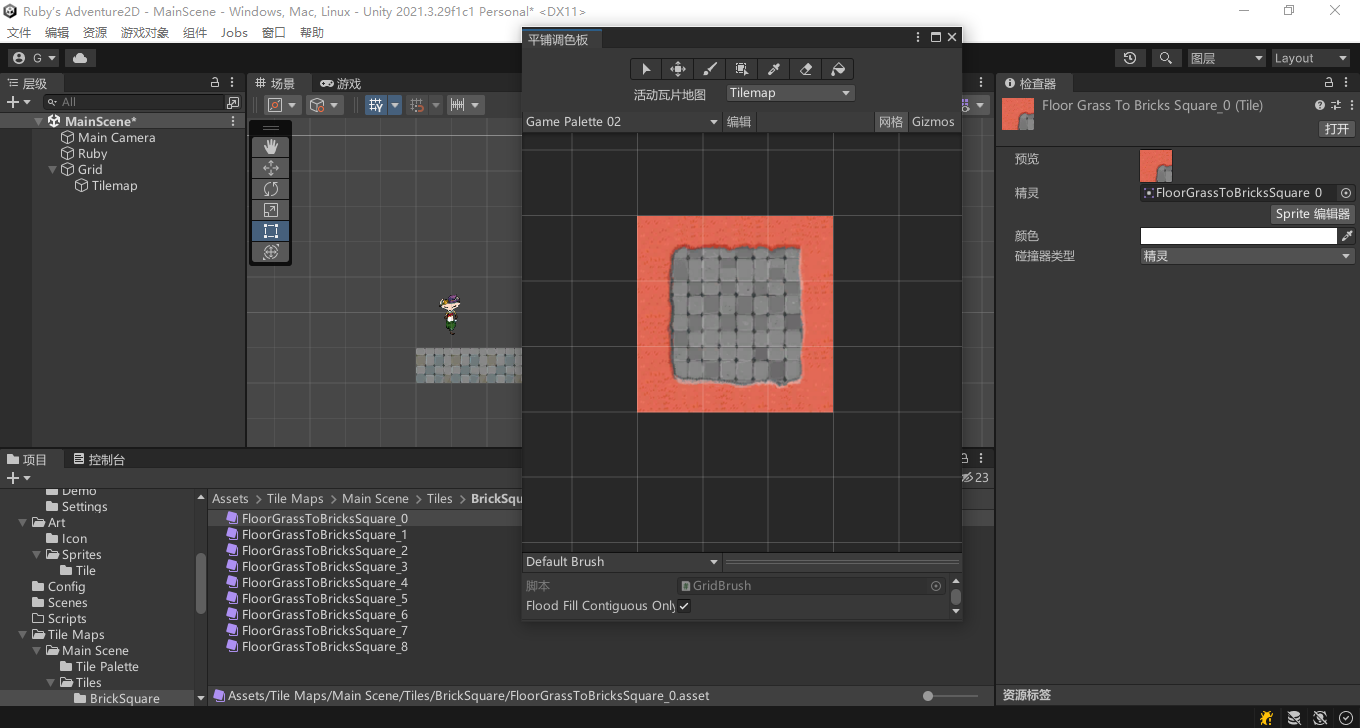 Ruby's Adventure2D - MainScene - Windows, Mac, Linux - Unity 2021.3.29f1c1 Personal* <DX11>
文件 编辑 资源 游戏对象 组件 Jobs 窗口 帮助
G
图层
Layout
层级
All
MainScene*
Main Camera
Ruby
Grid
Tilemap
场景
游戏
平铺调色板
活动瓦片地图
Tilemap
Game Palette 02
编辑
网格
Gizmos
Default Brush
脚本
GridBrush
Flood Fill Contiguous Only
检查器
Floor Grass To Bricks Square_0 (Tile)
打开
预览
精灵
FloorGrassToBricksSquare_0
Sprite 编辑器
颜色
碰撞器类型
精灵
资源标签
项目
控制台
23
Demo
Settings
Art
Icon
Sprites
Tile
Config
Scenes
Scripts
Tile Maps
Main Scene
Tile Palette
Tiles
BrickSquare
Assets > Tile Maps > Main Scene > Tiles > BrickSqu
FloorGrassToBricksSquare_0
FloorGrassToBricksSquare_1
FloorGrassToBricksSquare_2
FloorGrassToBricksSquare_3
FloorGrassToBricksSquare_4
FloorGrassToBricksSquare_5
FloorGrassToBricksSquare_6
FloorGrassToBricksSquare_7
FloorGrassToBricksSquare_8
Assets/Tile Maps/Main Scene/Tiles/BrickSquare/FloorGrassToBricksSquare_0.asset